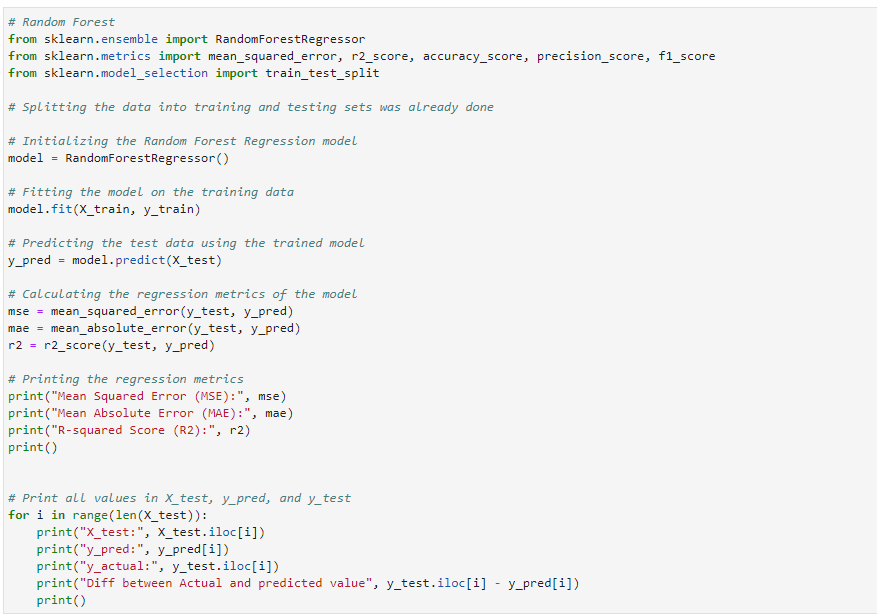 # Random Forest
from sklearn.ensemble import RandomForestRegressor
from sklearn.metrics import mean_squared_error, r2_score, accuracy_score, precision_score, f1_score
from sklearn.model_selection import train_test_split

# Splitting the data into training and testing sets was already done

# Initializing the Random Forest Regression model
model = RandomForestRegressor()

# Fitting the model on the training data
model.fit(X_train, y_train)

# Predicting the test data using the trained model
y_pred = model.predict(X_test)

# Calculating the regression metrics of the model
mse = mean_squared_error(y_test, y_pred)
mae = mean_absolute_error(y_test, y_pred)
r2 = r2_score(y_test, y_pred)

# Printing the regression metrics
print("Mean Squared Error (MSE):", mse)
print("Mean Absolute Error (MAE):", mae)
print("R-squared Score (R2):", r2)
print()


# Print all values in X_test, y_pred, and y_test
for i in range(len(X_test)):
    print("X_test:", X_test.iloc[i])
    print("y_pred:", y_pred[i])
    print("y_actual:", y_test.iloc[i])
    print("Diff between Actual and predicted value", y_test.iloc[i] - y_pred[i])
    print()